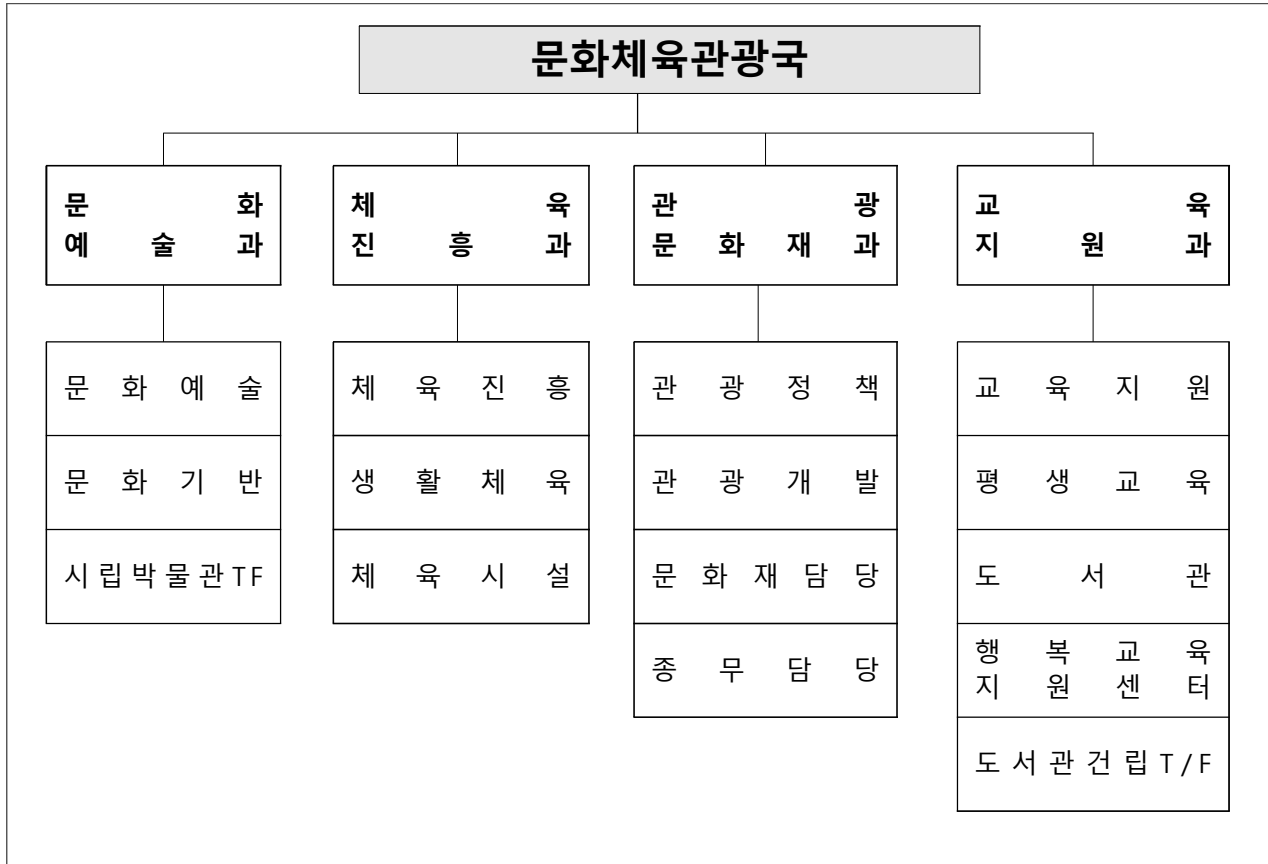 문화체육관광국
문 화
예 술 과
체 육
진 흥 과
관 광
문 화 재 과
교 육
지 원 과
문 화 예 술
문 화 기 반
시립박물관TF
체 육 진 흥
생 활 체 육
체 육 시 설
관 광 정 책
관 광 개 발
문 화 재 담 당
종 무 담 당
교 육 지 원
평 생 교 육
도 서 관
행 복 교 육
지 원 센 터
도서관건립T/F